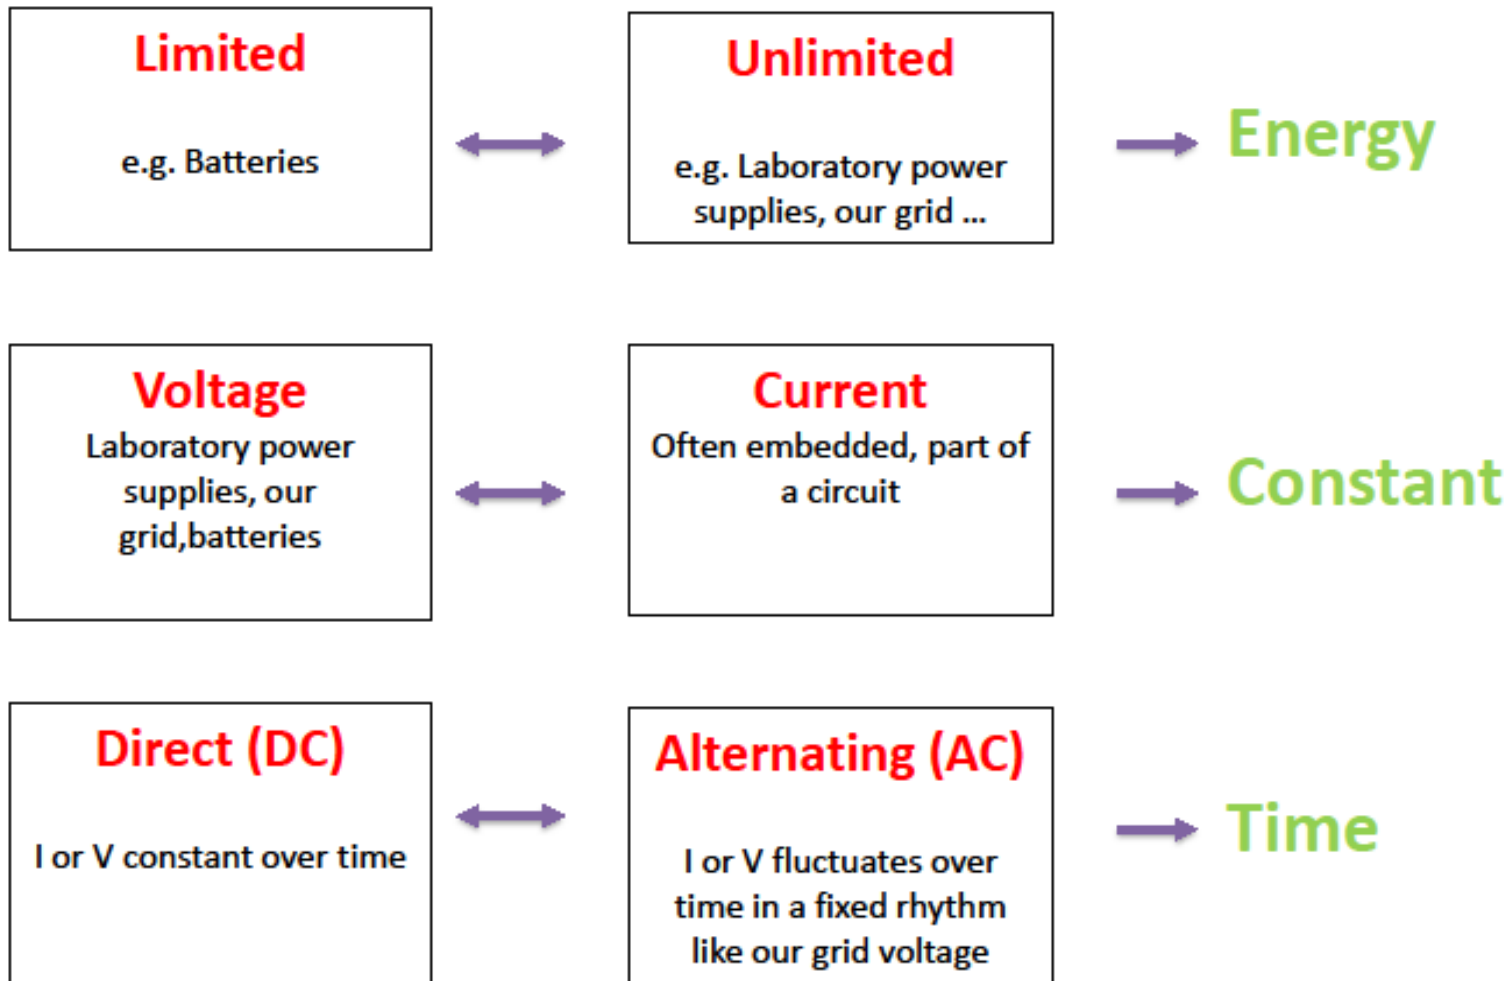 Limited
e.g. Batteries
Unlimited
e.g. Laboratory power
supplies, our grid ...
Energy
Voltage
Laboratory power
supplies, our
grid,batteries
Current
Often embedded, part of
a circuit
Constant
Direct (DC)
I or V constant over time
Alternating (AC)
I or V fluctuates over
time in a fixed rhythm
like our grid voltage
Time